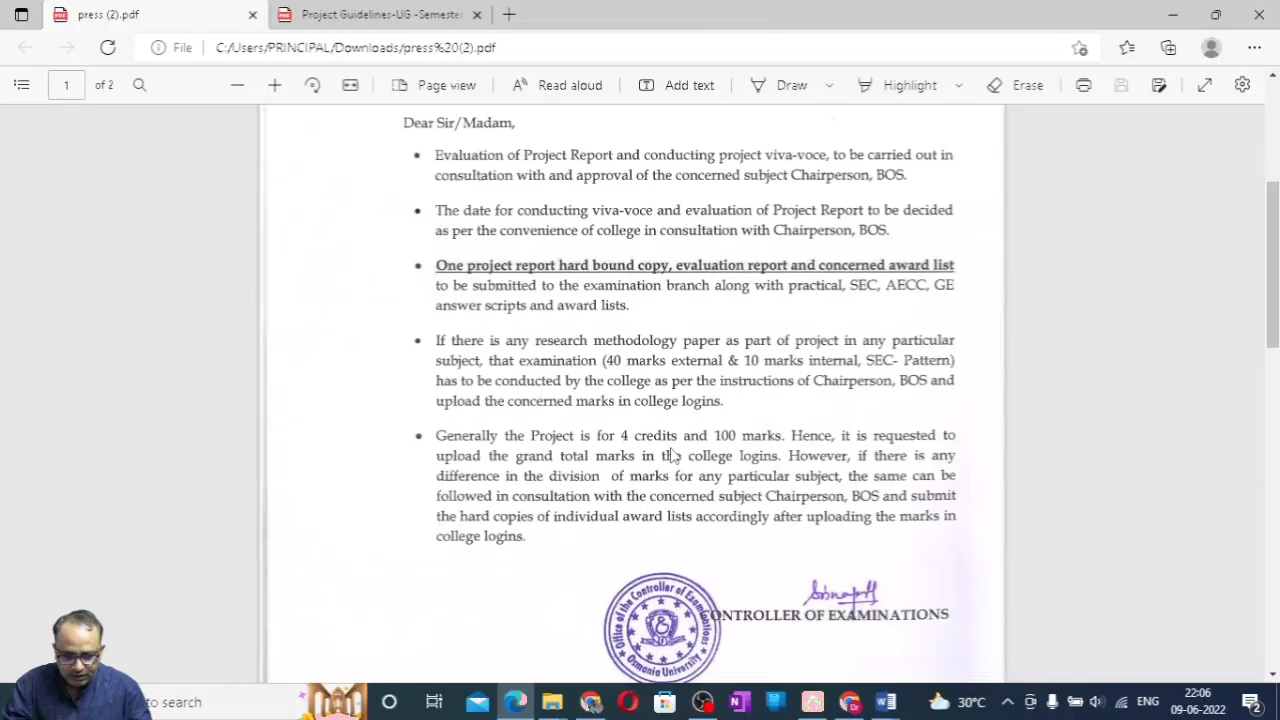 press (2).pdf
Project Guidelines-UG -Semester
File
C:/Users/PRINCIPAL/Downloads/press%20(2).pdf
1
of 2
Page view
Read aloud
Add text
Draw
Highlight
Erase
Dear Sir/Madam,
• Evaluation of Project Report and conducting project viva-voce, to be carried out in
consultation with and approval of the concerned subject Chairperson, BOS.
• The date for conducting viva-voce and evaluation of Project Report to be decided
as per the convenience of college in consultation with Chairperson, BOS.
• One project report hard bound copy, evaluation report and concerned award list
to be submitted to the examination branch along with practical, SEC, AECC, GE
answer scripts and award lists.
• If there is any research methodology paper as part of project in any particular
subject, that examination (40 marks external & 10 marks internal, SEC- Pattern)
has to be conducted by the college as per the instructions of Chairperson, BOS and
upload the concerned marks in college logins.
• Generally the Project is for 4 credits and 100 marks. Hence, it is requested to
upload the grand total marks in the college logins. However, if there is any
difference in the division of marks for any particular subject, the same can be
followed in consultation with the concerned subject Chairperson, BOS and submit
the hard copies of individual award lists accordingly after uploading the marks in
college logins.
Office of the Controller of Examinations
Osmania University
CONTROLLER OF EXAMINATIONS
to search
30°C
ENG
22:06
09-06-2022
2